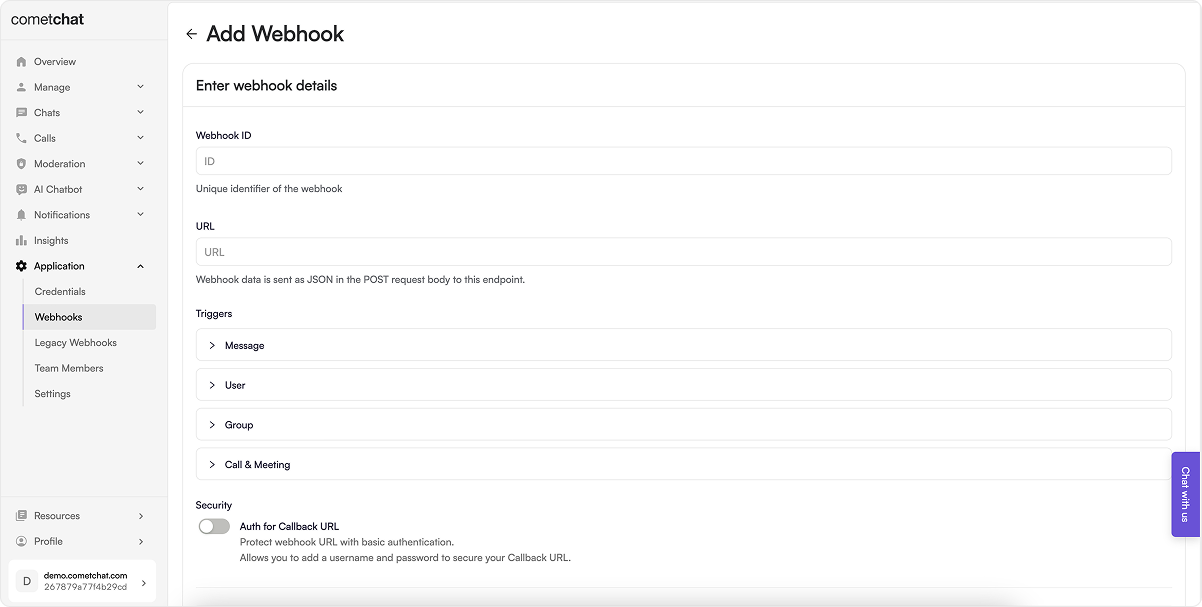 cometchat
Overview
Manage
Chats
Calls
Moderation
AI Chatbot
Notifications
Insights
Application
Credentials
Webhooks
Legacy Webhooks
Team Members
Settings
Resources
Profile
D
demo.cometchat.com
267879a77f4b29cd
Add Webhook
Enter webhook details
Webhook ID
ID
Unique identifier of the webhook
URL
URL
Webhook data is sent as JSON in the POST request body to this endpoint.
Triggers
Message
User
Group
Call & Meeting
Security
Auth for Callback URL
Protect webhook URL with basic authentication.
Allows you to add a username and password to secure your Callback URL.
Chat with us